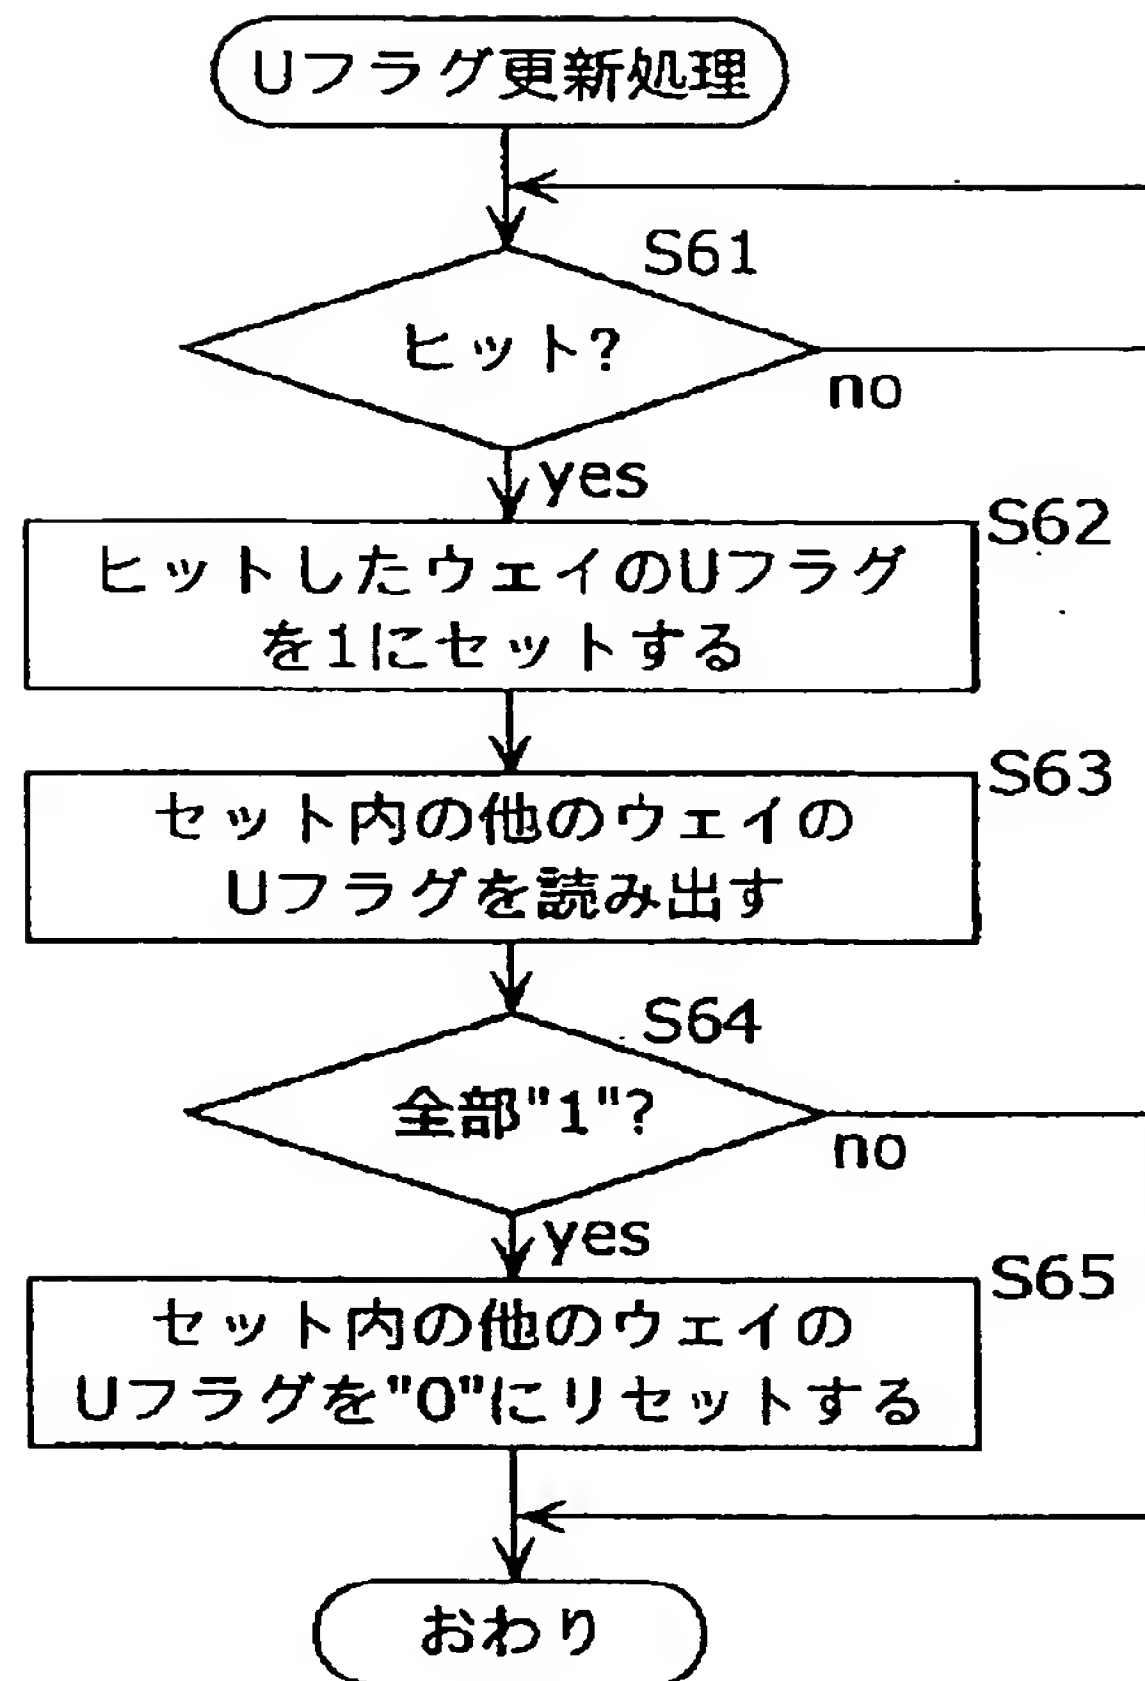 Uフラグ更新処理
S61
ヒット?
no
yes
S62
ヒットしたウェイのUフラグ
を1にセットする
S63
セット内の他のウェイの
Uフラグを読み出す
S64
全部"1"?
no
yes
S65
セット内の他のウェイの
Uフラグを"0"にリセットする
おわり